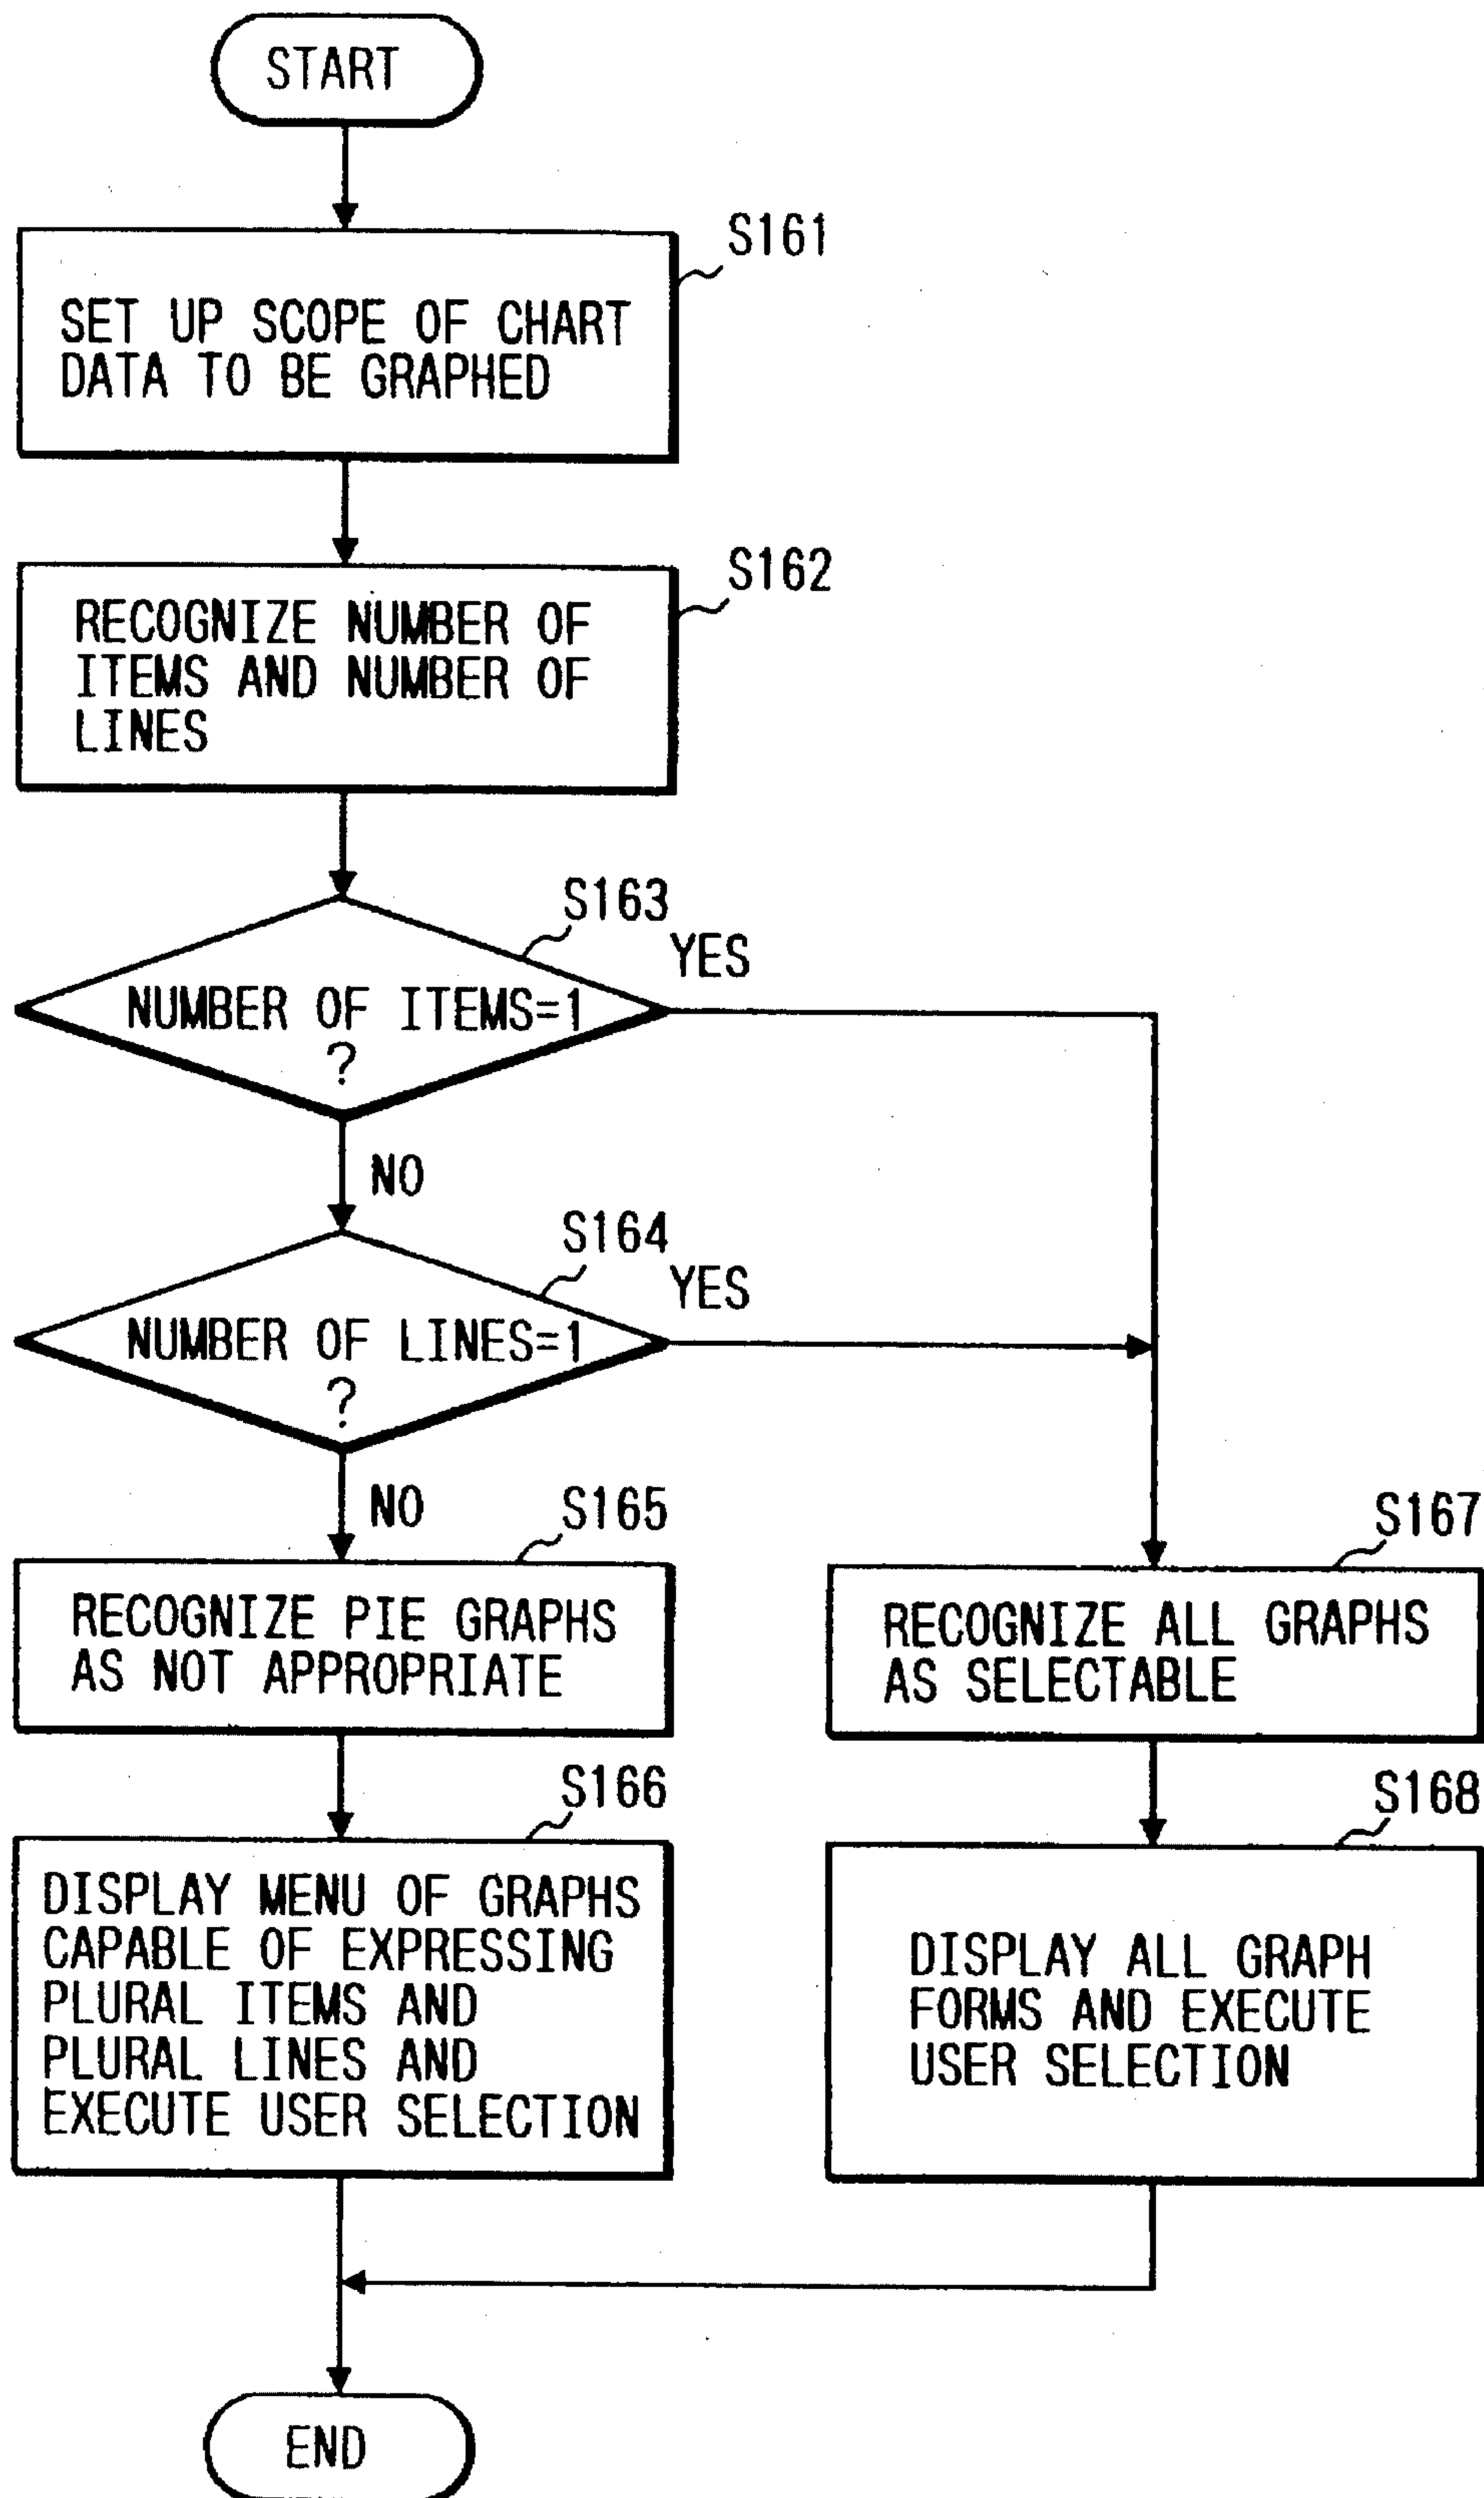 START
S161
SET UP SCOPE OF CHART
DATA TO BE GRAPHED
S162
RECOGNIZE NUMBER OF
ITEMS AND NUMBER OF
LINES
S163
YES
NUMBER OF ITEMS=1
?
NO
S164
YES
NUMBER OF LINES=1
?
NO
S165
RECOGNIZE PIE GRAPHS
AS NOT APPROPRIATE
S167
RECOGNIZE ALL GRAPHS
AS SELECTABLE
S166
DISPLAY MENU OF GRAPHS
CAPABLE OF EXPRESSING
PLURAL ITEMS AND
PLURAL LINES AND
EXECUTE USER SELECTION
S168
DISPLAY ALL GRAPH
FORMS AND EXECUTE
USER SELECTION
END